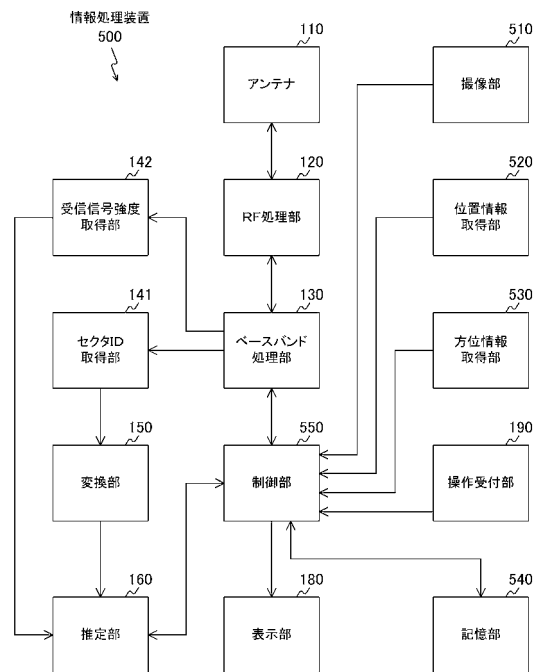 情報処理装置
500
110
アンテナ
510
撮像部
142
受信信号強度
取得部
120
RF処理部
520
位置情報
取得部
141
セクタID
取得部
130
ベースバンド
処理部
530
方位情報
取得部
150
変換部
550
制御部
190
操作受付部
160
推定部
180
表示部
540
記憶部